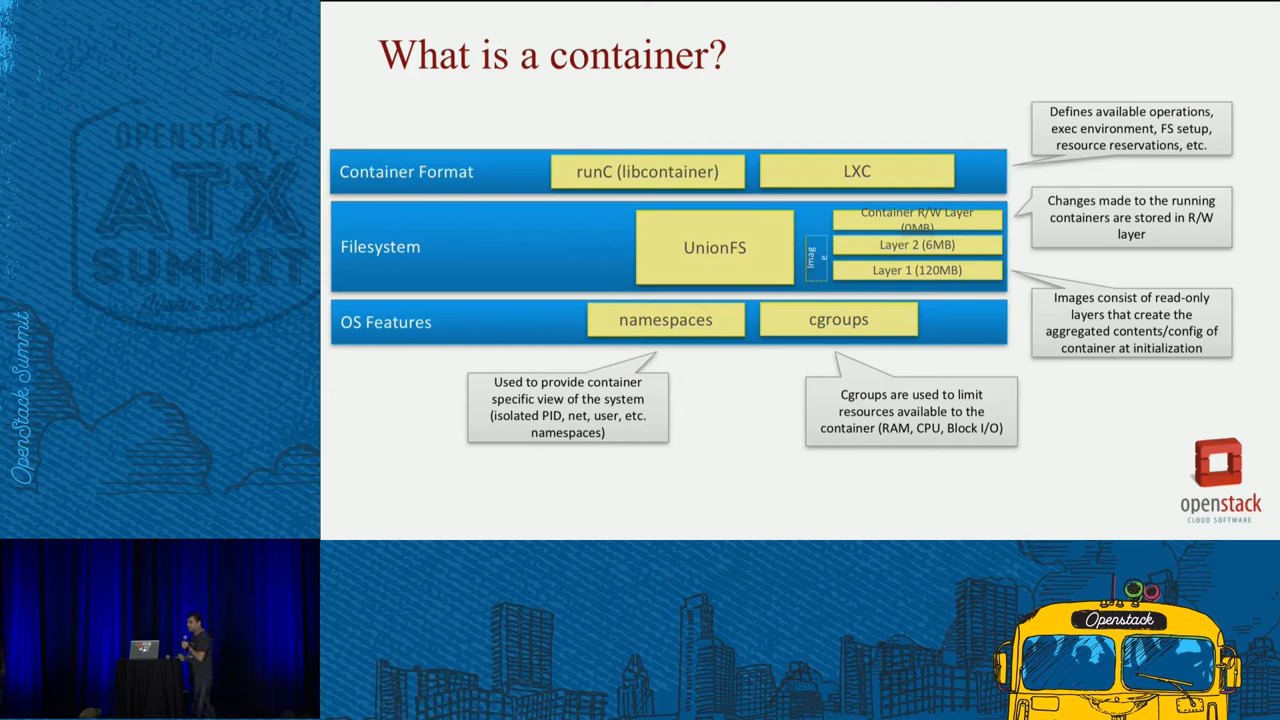 What is a container?
Defines available operations,
exec environment, FS setup,
resource reservations, etc.
Container Format
runC (libcontainer)
LXC
Changes made to the running
containers are stored in R/W
layer
Filesystem
UnionFS
Container R/W Layer
(0MB)
Imag
e
Layer 2 (6MB)
Layer 1 (120MB)
Images consist of read-only
layers that create the
aggregated contents/config of
container at initialization
OS Features
namespaces
cgroups
Used to provide container
specific view of the system
(isolated PID, net, user, etc.
namespaces)
Cgroups are used to limit
resources available to the
container (RAM, CPU, Block I/O)
openstack
CLOUD SOFTWARE
OPENSTACK
ATX
SUMMIT
OpenStack Summit
Openstack